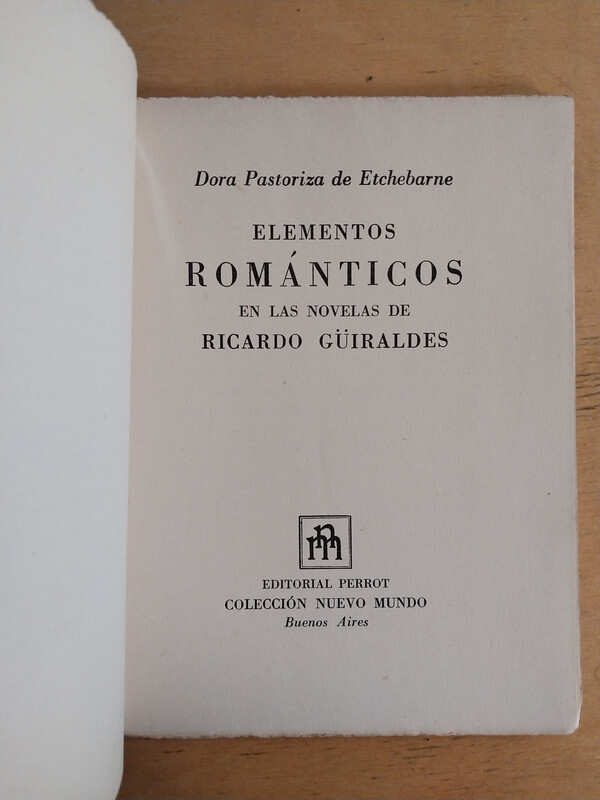 Dora Pastoriza de Etchebarne
ELEMENTOS
ROMÁNTICOS
EN LAS NOVELAS DE
RICARDO GÜIRALDES
EDITORIAL PERROT
COLECCIÓN NUEVO MUNDO
Buenos Aires